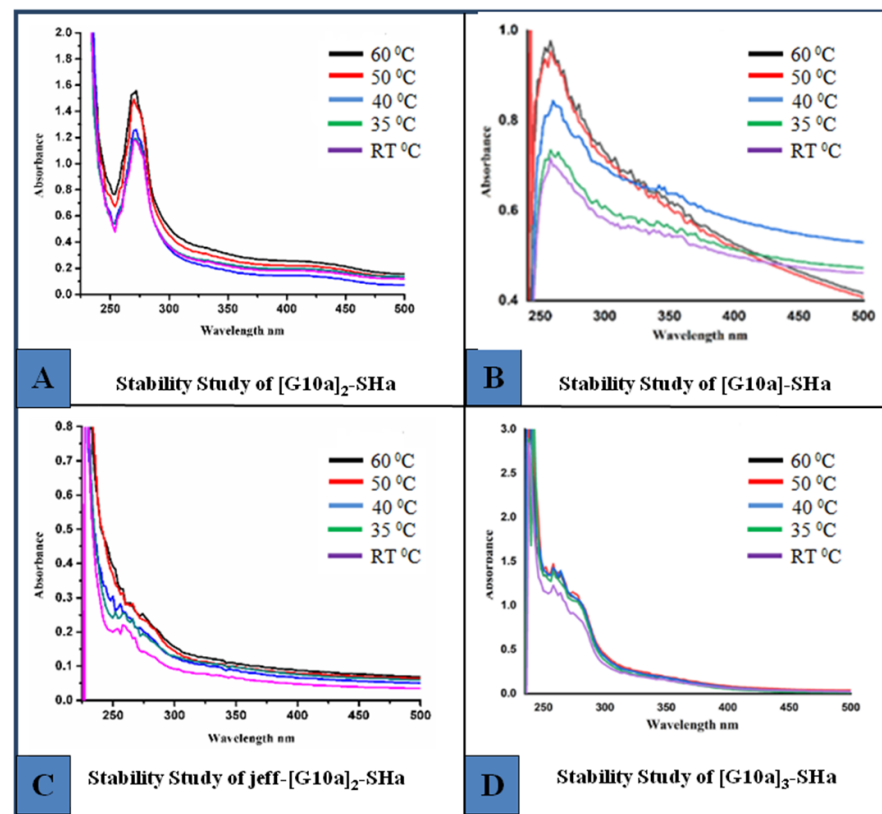 2.0
1.8
1.6
1.4
1.2
1.0
0.8
0.6
0.4
0.2
0.0
Absorbance
60 ⁰C
50 ⁰C
40 ⁰C
35 ⁰C
RT ⁰C
250 300 350 400 450 500
Wavelength nm
A
Stability Study of [G10a]₂-SHa
1.0
0.8
0.6
0.4
Absorbance
60 ⁰C
50 ⁰C
40 ⁰C
35 ⁰C
RT ⁰C
250 300 350 400 450 500
Wavelength nm
B
Stability Study of [G10a]-SHa
0.8
0.7
0.6
0.5
0.4
0.3
0.2
0.1
0.0
Absorbance
60 ⁰C
50 ⁰C
40 ⁰C
35 ⁰C
RT ⁰C
250 300 350 400 450 500
Wavelength nm
C
Stability Study of jeff-[G10a]₂-SHa
3.0
2.5
2.0
1.5
1.0
0.5
0.0
Absorbance
60 ⁰C
50 ⁰C
40 ⁰C
35 ⁰C
RT ⁰C
250 300 350 400 450 500
Wavelength nm
D
Stability Study of [G10a]₃-SHa